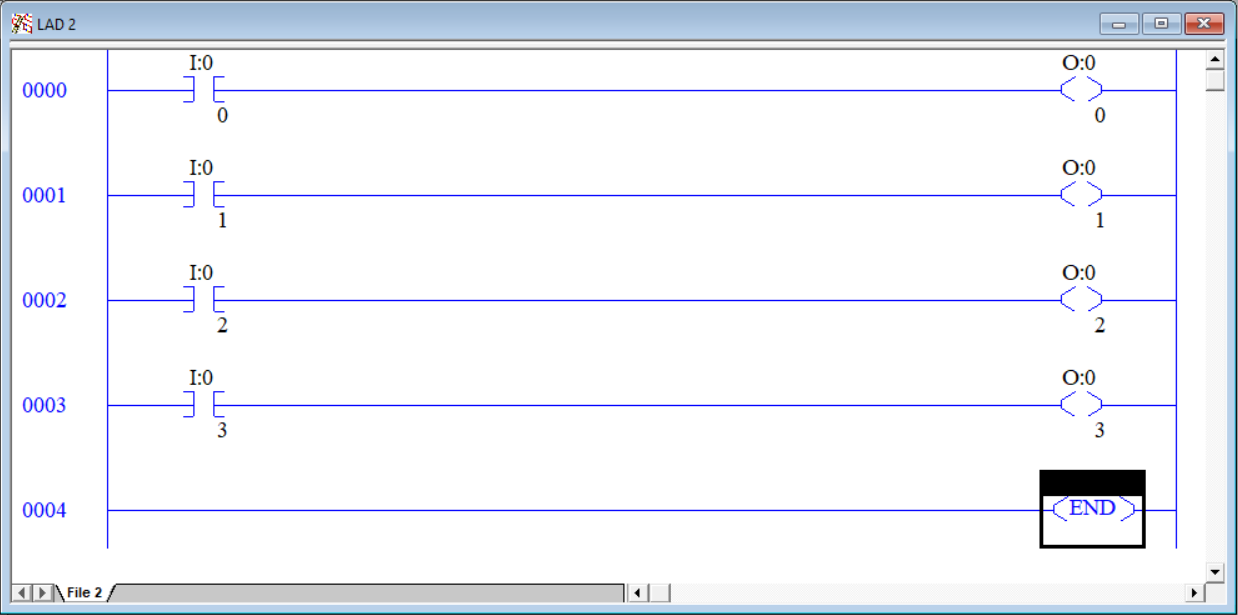 LAD 2
I:0 O:0
0000
0 0
I:0 O:0
0001
1 1
I:0 O:0
0002
2 2
I:0 O:0
0003
3 3
0004 END
File 2